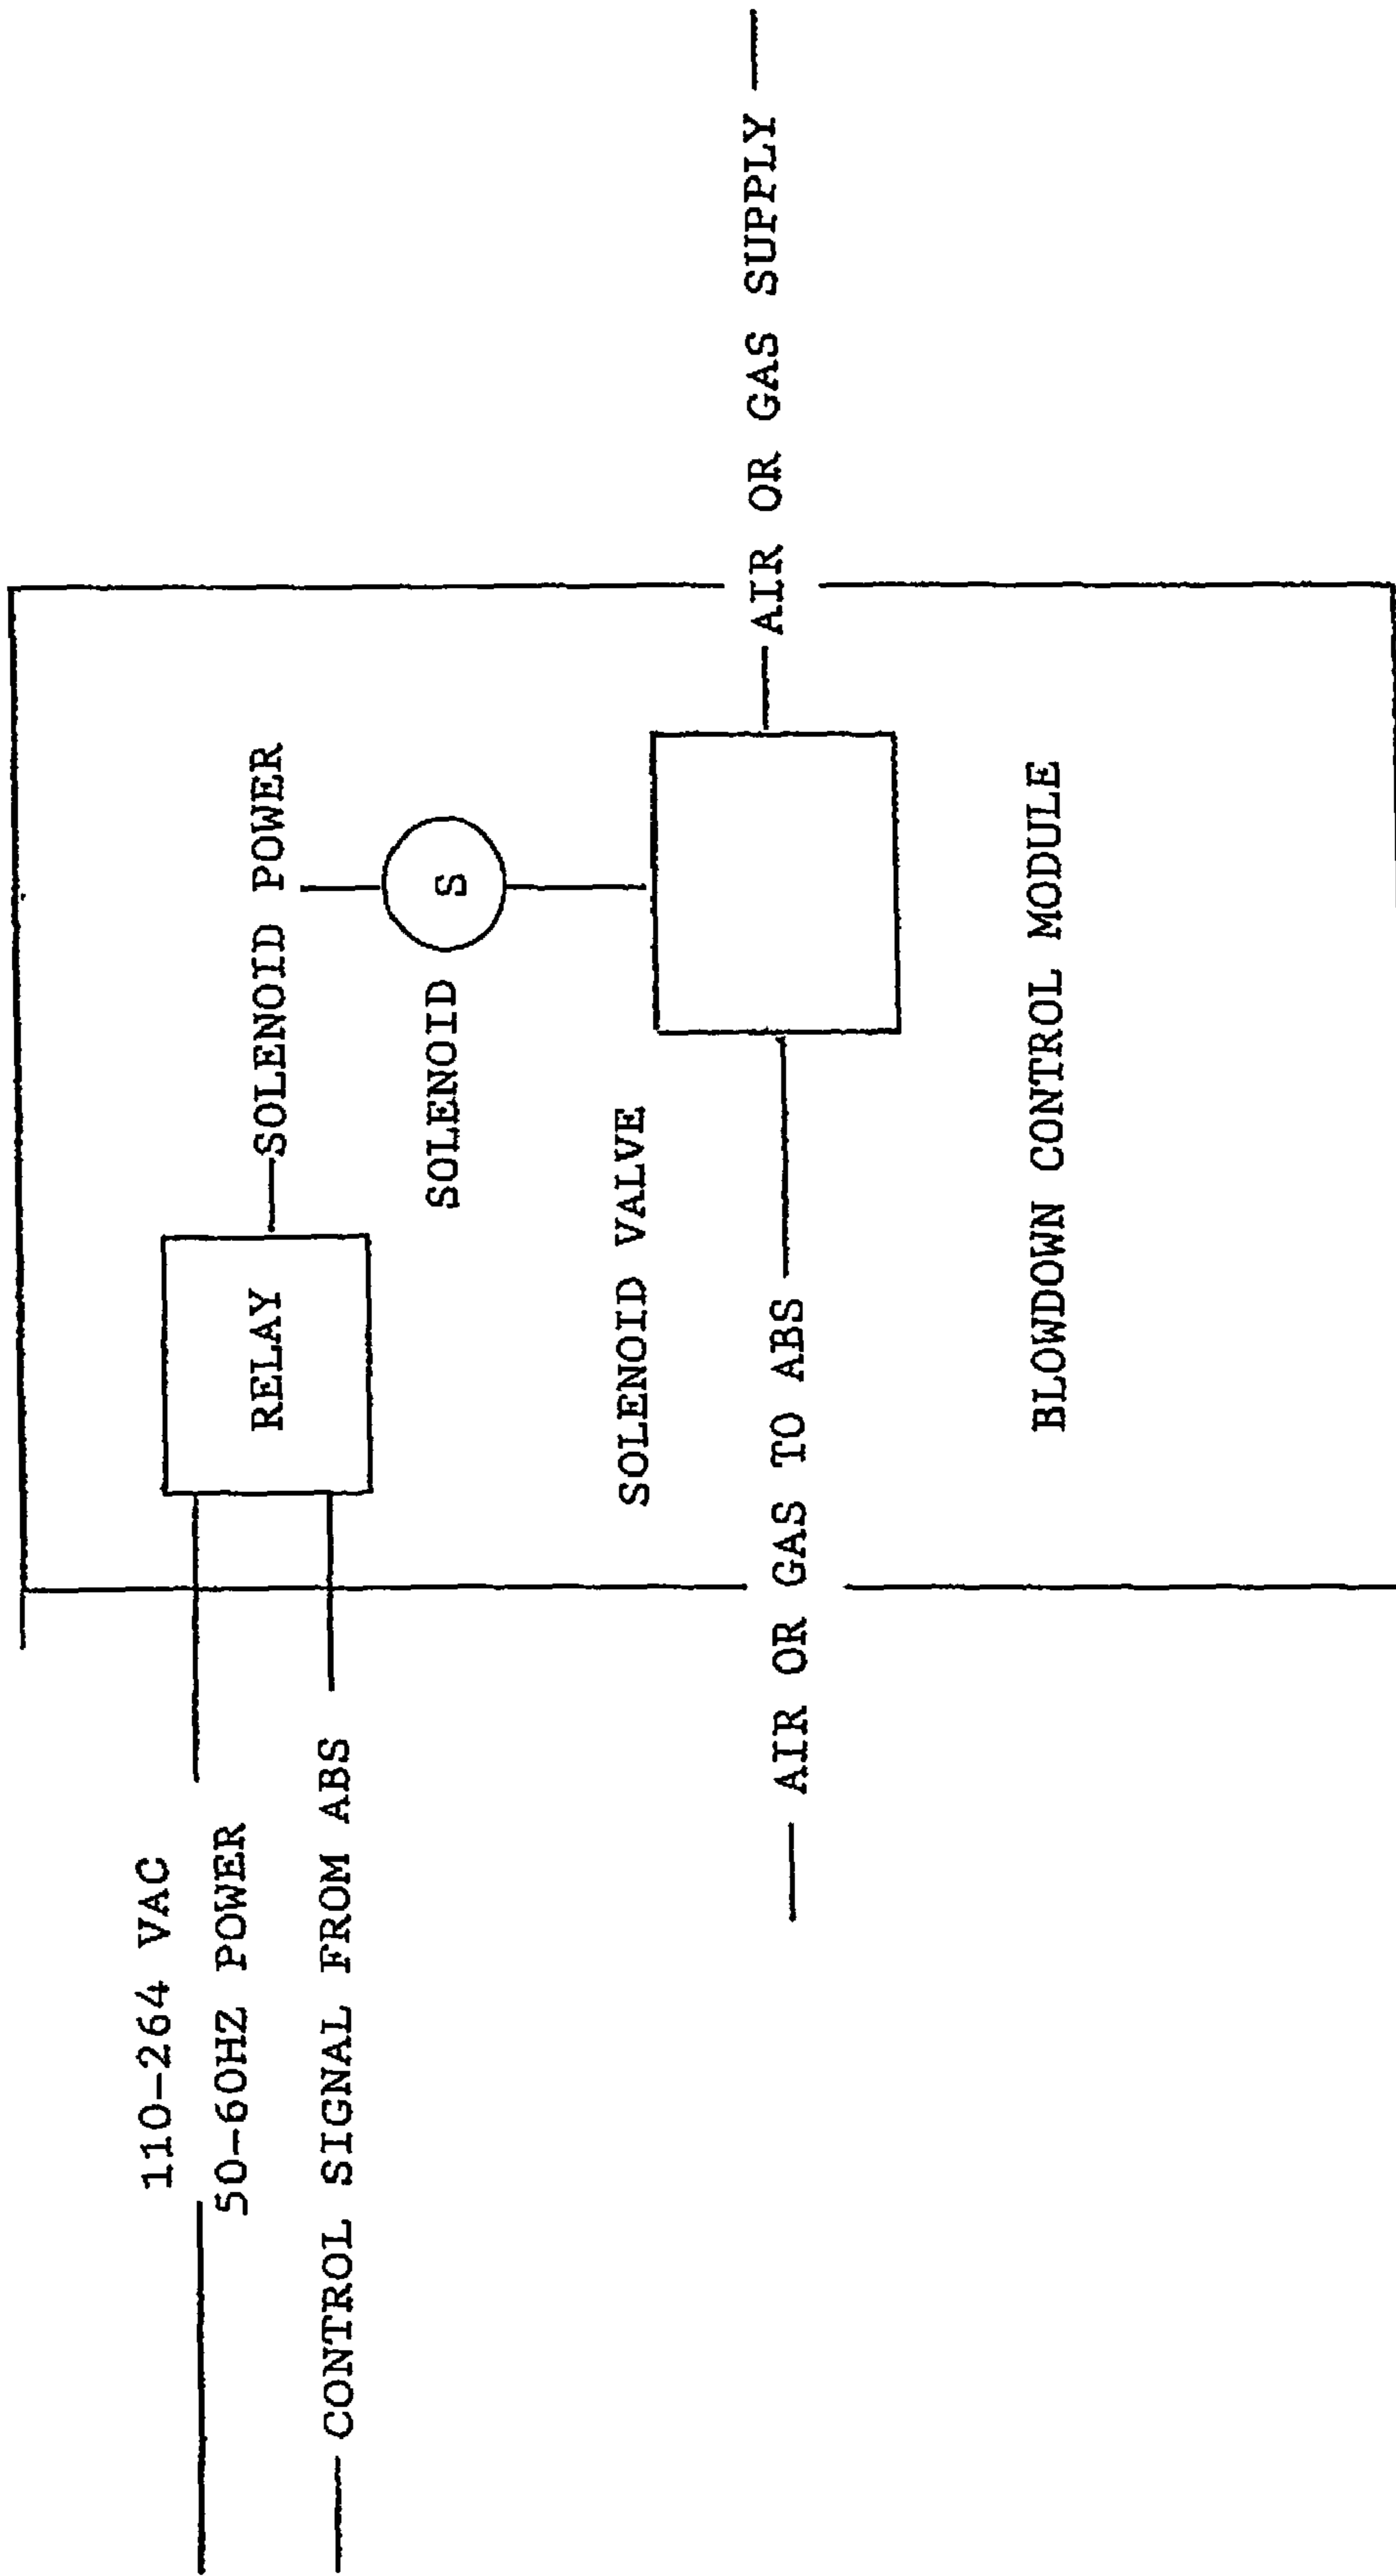 110-264 VAC
50-60HZ POWER
CONTROL SIGNAL FROM ABS
RELAY
SOLENOID POWER
SOLENOID
S
SOLENOID VALVE
AIR OR GAS TO ABS
AIR OR GAS SUPPLY
BLOWDOWN CONTROL MODULE